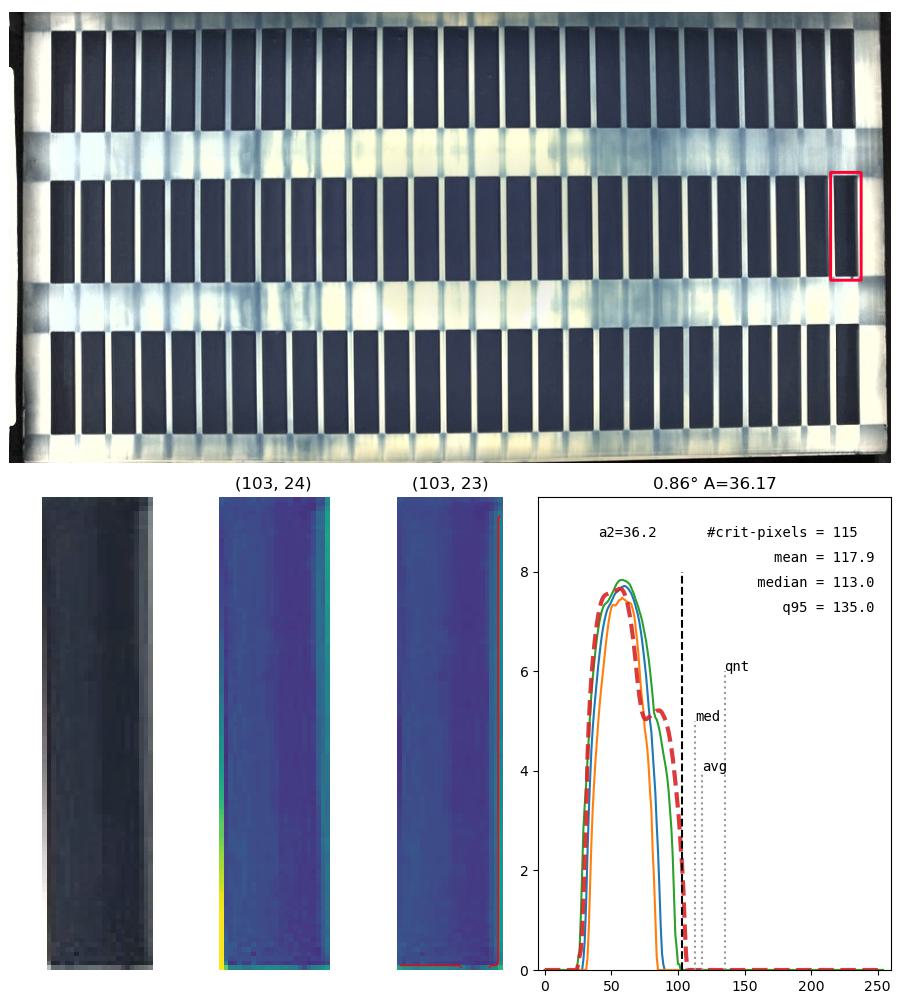 (103, 24)
(103, 23)
0.86° A=36.17
a2=36.2
#crit-pixels = 115
mean = 117.9
median = 113.0
q95 = 135.0
qnt
med
avg
8
6
4
2
0
0 50 100 150 200 250